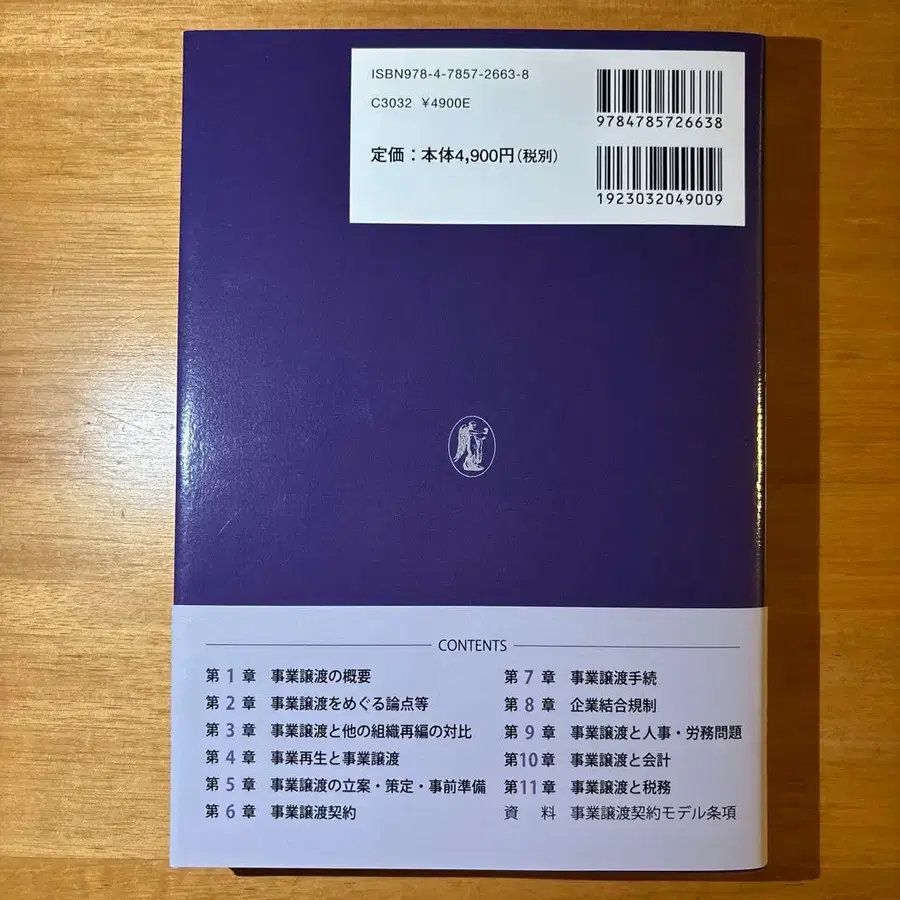 ISBN978-4-7857-2663-8
C3032 ¥4900E
定価：本体4,900円（税別）
9784785726638
1923032049009
CONTENTS
第1章 事業譲渡の概要
第2章 事業譲渡をめぐる論点等
第3章 事業譲渡と他の組織再編の対比
第4章 事業再生と事業譲渡
第5章 事業譲渡の立案・策定・事前準備
第6章 事業譲渡契約
第7章 事業譲渡手続
第8章 企業結合規制
第9章 事業譲渡と人事・労務問題
第10章 事業譲渡と会計
第11章 事業譲渡と税務
資料 事業譲渡契約モデル条項